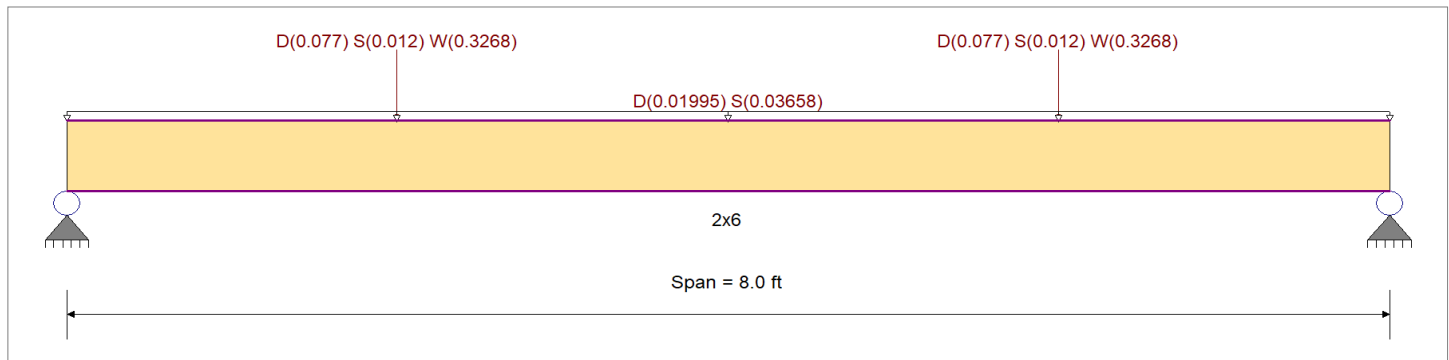 D(0.077) S(0.012) W(0.3268)
D(0.077) S(0.012) W(0.3268)
D(0.01995) S(0.03658)
2x6
Span = 8.0 ft